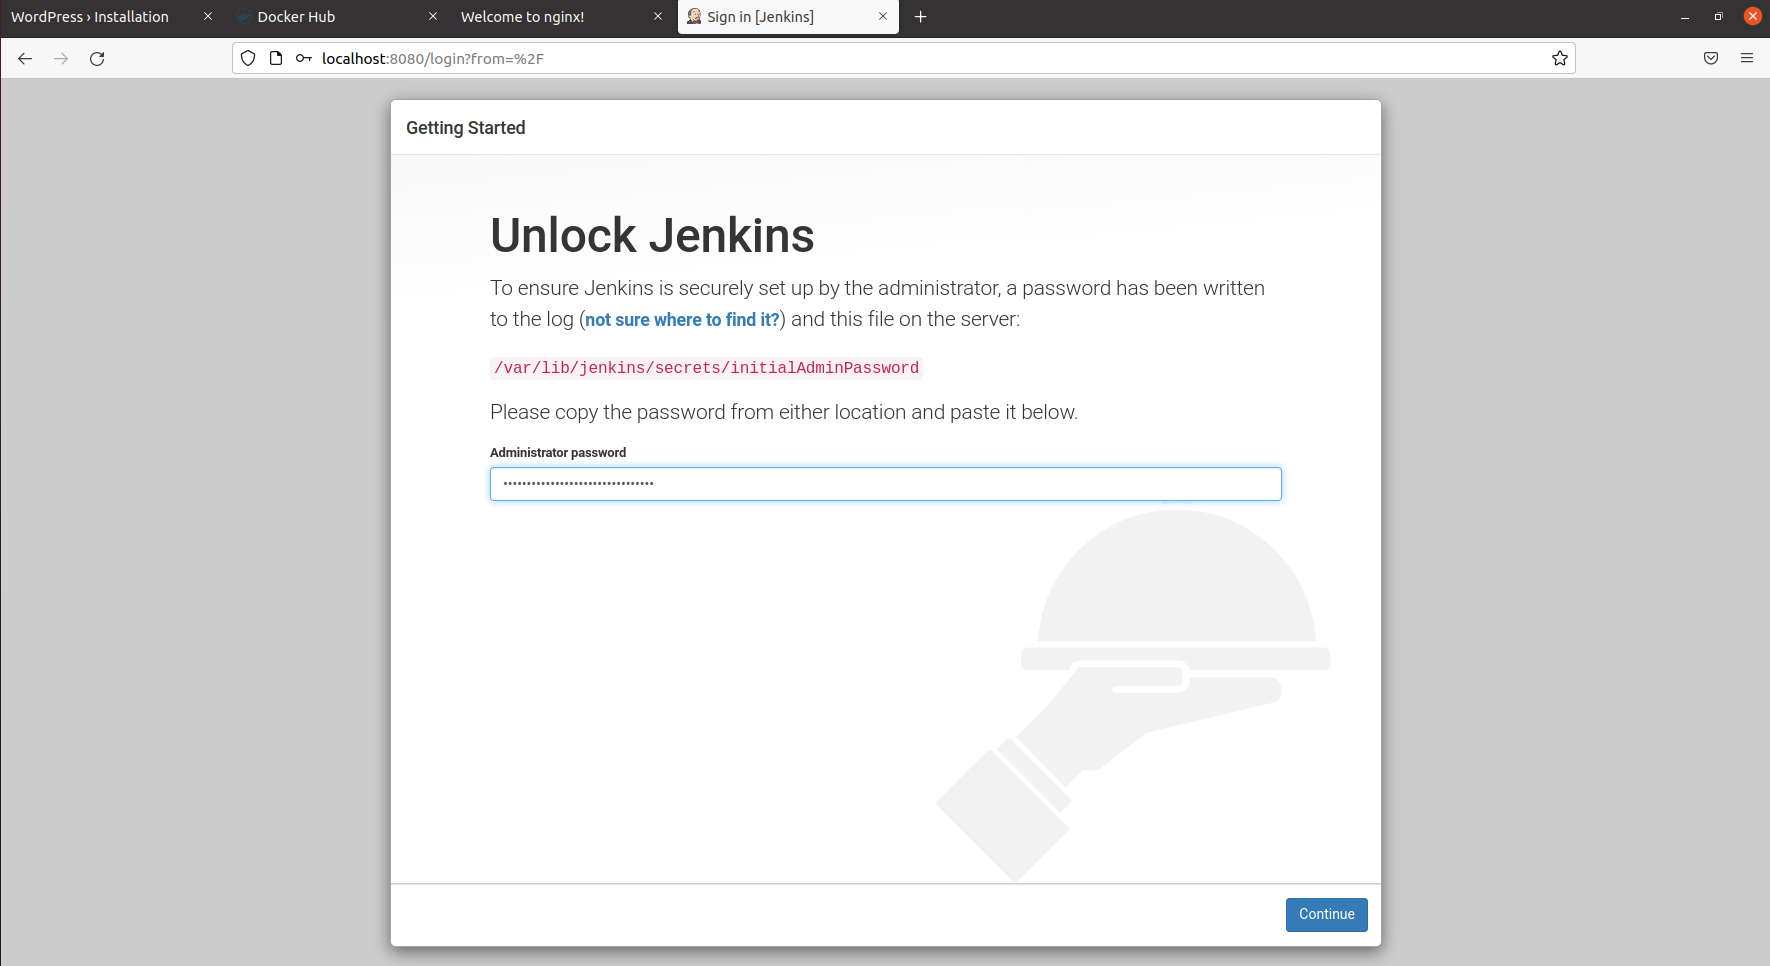 WordPress › Installation
Docker Hub
Welcome to nginx!
Sign in [Jenkins]
localhost:8080/login?from=%2F
Getting Started
Unlock Jenkins
To ensure Jenkins is securely set up by the administrator, a password has been written
to the log (not sure where to find it?) and this file on the server:
/var/lib/jenkins/secrets/initialAdminPassword
Please copy the password from either location and paste it below.
Administrator password
Continue